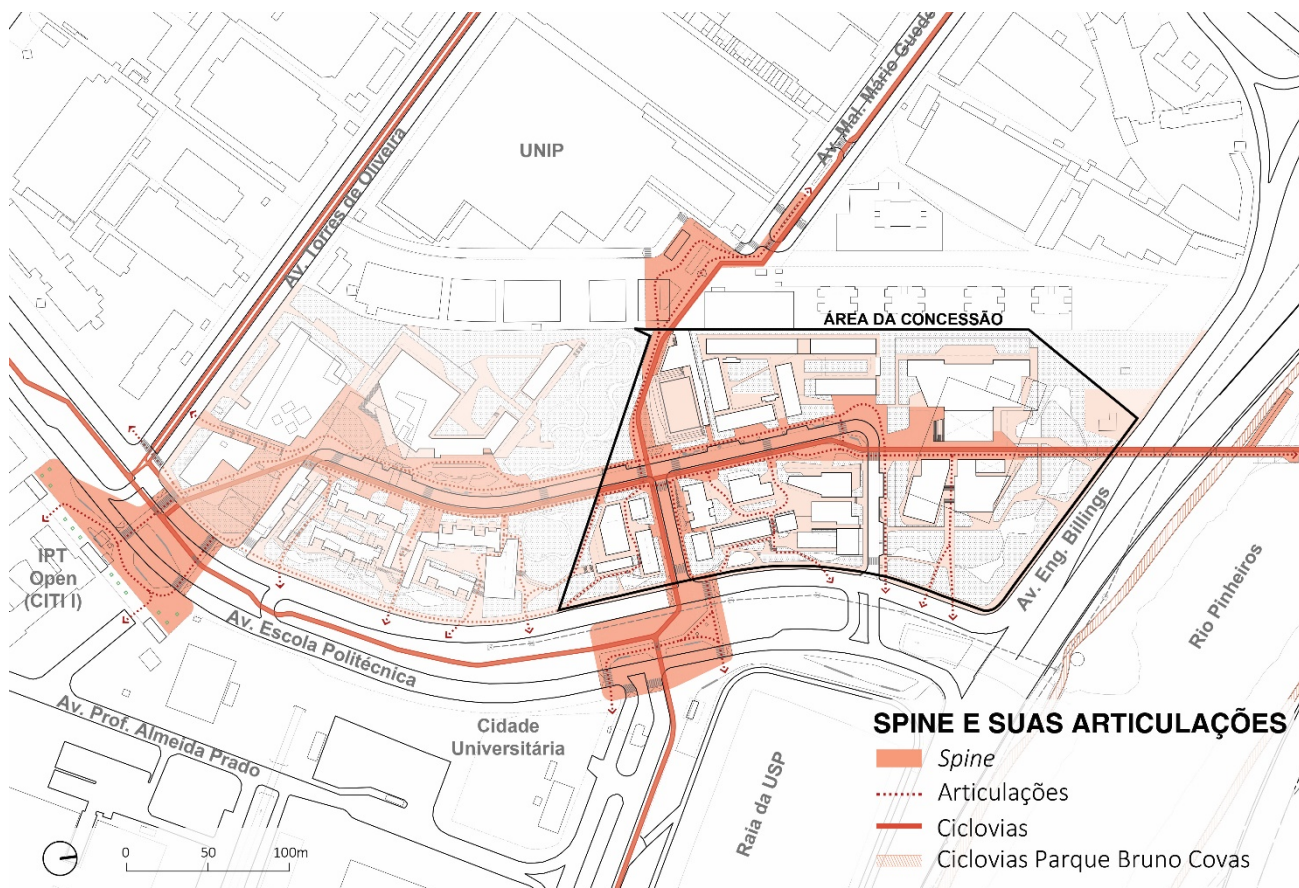 Av. Mal. Mário Guede
UNIP
Av. Torres de Oliveira
ÁREA DA CONCESSÃO
IPT
Open
(CITI I)
Av. Escola Politécnica
Av. Eng. Billings
Rio Pinheiros
Av. Prof. Almeida Prado
Cidade
Universitária
Raia da USP
SPINE E SUAS ARTICULAÇÕES
Spine
Articulações
Ciclovias
Ciclovias Parque Bruno Covas
0 50 100m